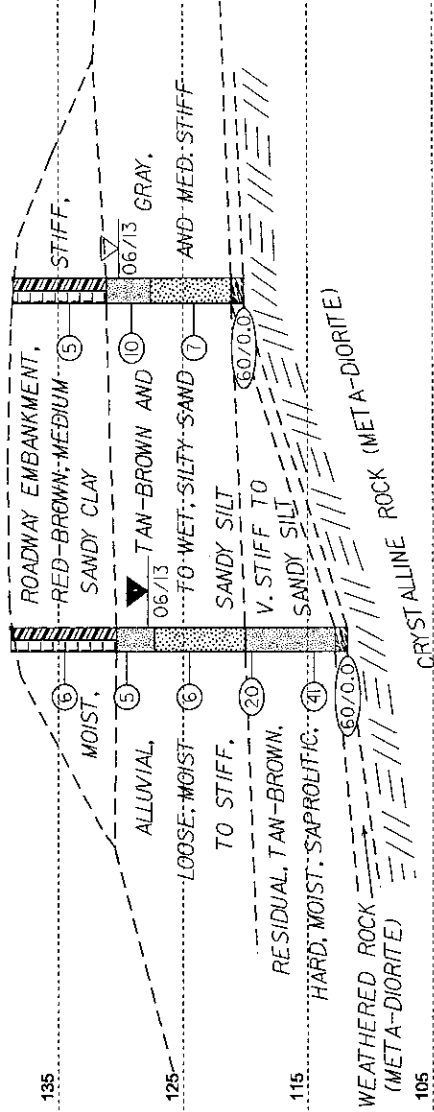 135
125
115
105
ROADWAY EMBANKMENT,
RED-BROWN, MEDIUM STIFF,
MOIST, SANDY CLAY
5
6
06/13
06/13
10
5
ALLUVIAL, TAN-BROWN AND GRAY,
LOOSE, MOIST TO WET, SILTY SAND AND MED. STIFF
TO STIFF, SANDY SILT
7
6
20
41
60/0.0
60/0.0
RESIDUAL, TAN-BROWN, V. STIFF TO
HARD, MOIST, SAPROLITIC, SANDY SILT
WEATHERED ROCK
(META-DIORITE)
CRYSTALLINE ROCK (META-DIORITE)